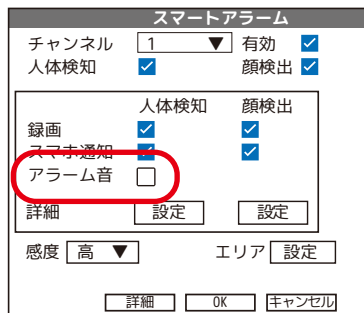 スマートアラーム
チャンネル 1 ▼ 有効
人体検知 顔検出
人体検知 顔検出
録画
スマホ通知
アラーム音
詳細 設定 設定
感度 高 ▼ エリア 設定
詳細 OK キャンセル